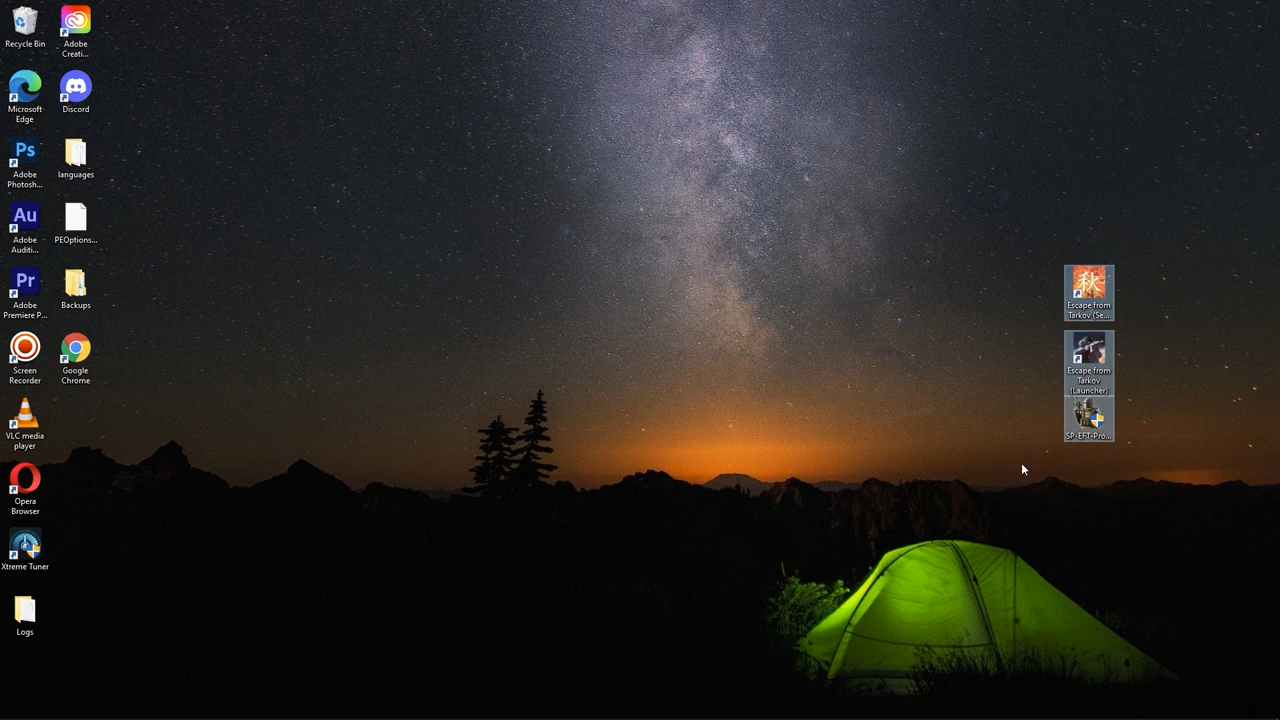 Recycle Bin
Adobe
Creati...
Microsoft
Edge
Discord
Ps
Adobe
Photosh...
languages
Au
Adobe
Auditi...
PEOptions...
Pr
Adobe
Premiere P...
Backups
Screen
Recorder
Google
Chrome
VLC media
player
Opera
Browser
Xtreme Tuner
Logs
秋
Escape from
Tarkov (Se...
Escape from
Tarkov
(Launcher)
SP-EFT-Pro...